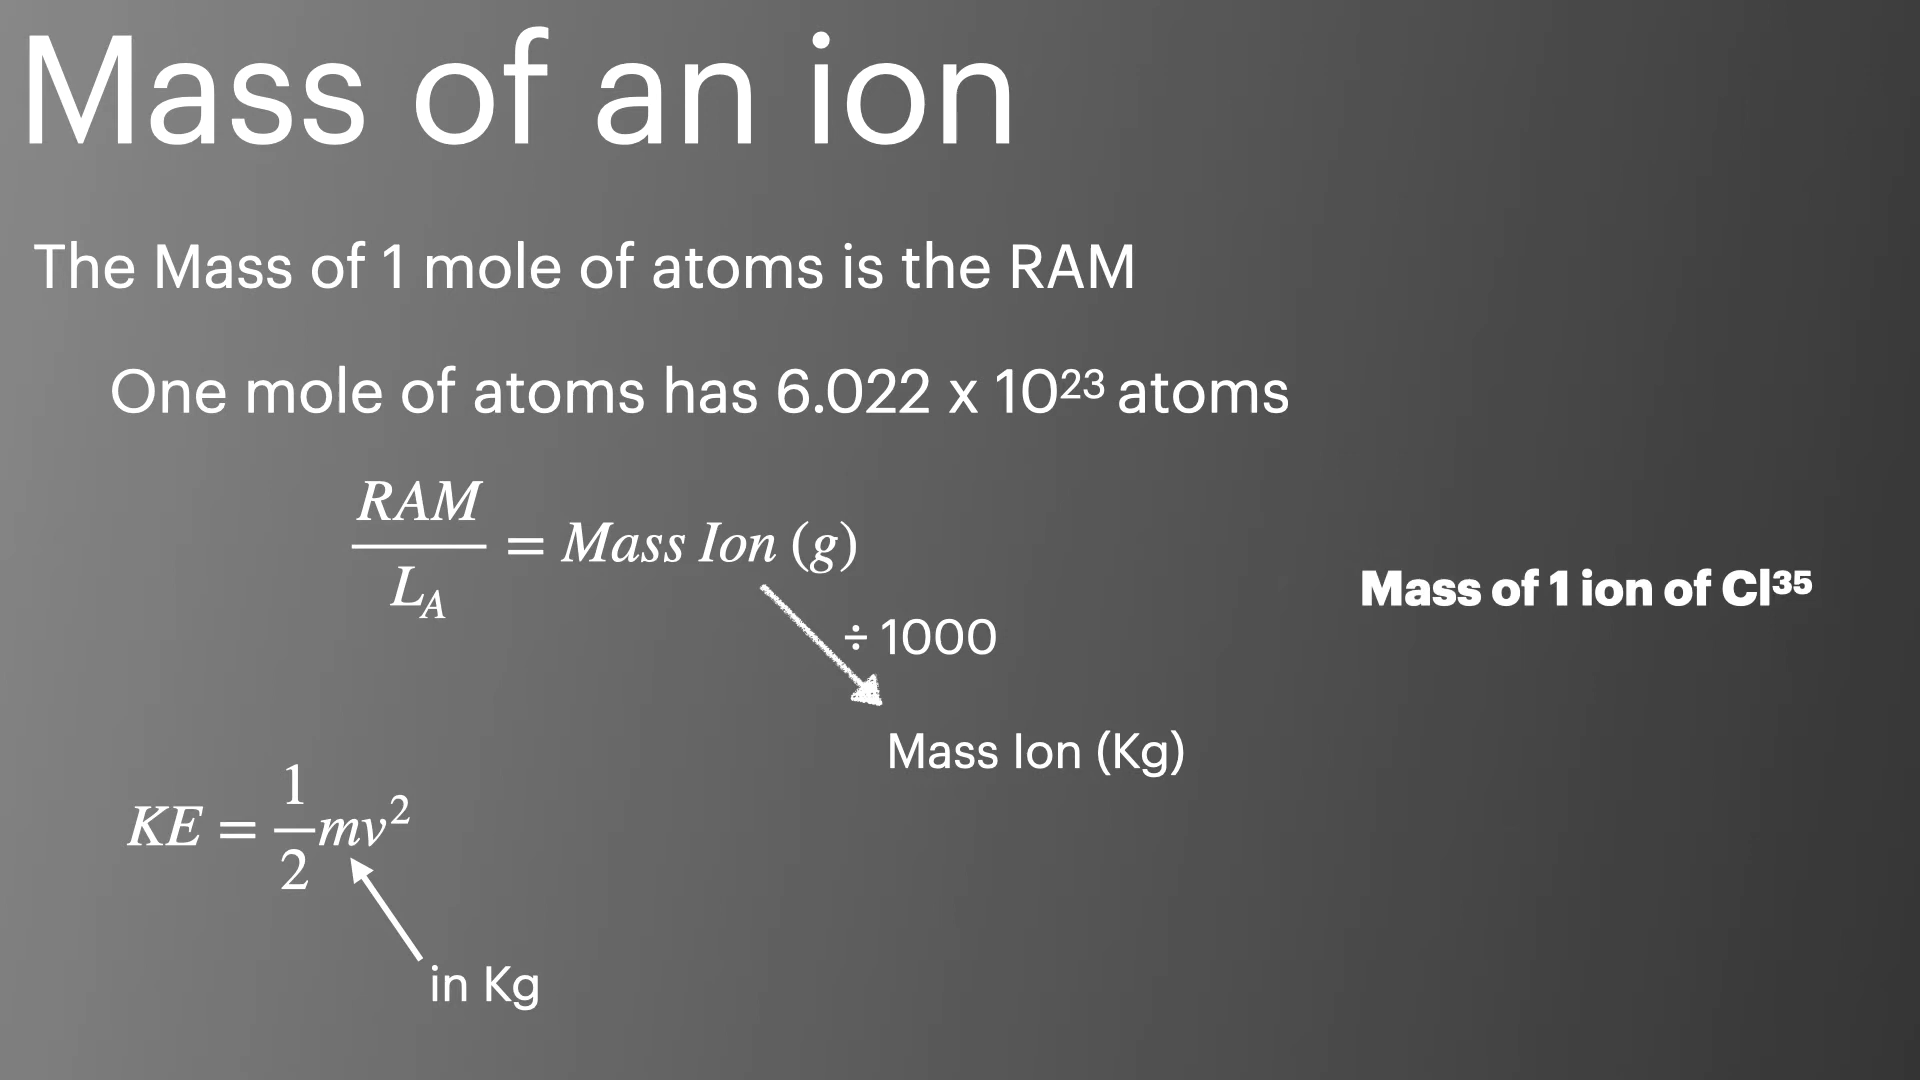 Mass of an ion
The Mass of 1 mole of atoms is the RAM
One mole of atoms has 6.022 x 10²³ atoms
RAM / L_A = Mass Ion (g)
÷ 1000
Mass Ion (Kg)
Mass of 1 ion of Cl³⁵
KE = 1/2 mv²
in Kg